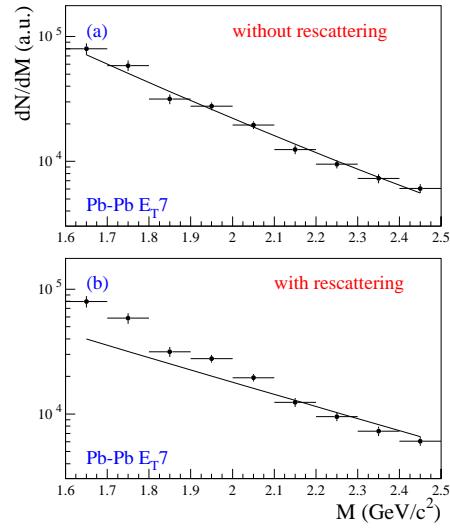 dN/dM (a.u.)
(a)
without rescattering
10^5
10^4
Pb-Pb E_T7
1.6 1.7 1.8 1.9 2 2.1 2.2 2.3 2.4 2.5
(b)
with rescattering
10^5
10^4
Pb-Pb E_T7
1.6 1.7 1.8 1.9 2 2.1 2.2 2.3 2.4 2.5
M (GeV/c^2)